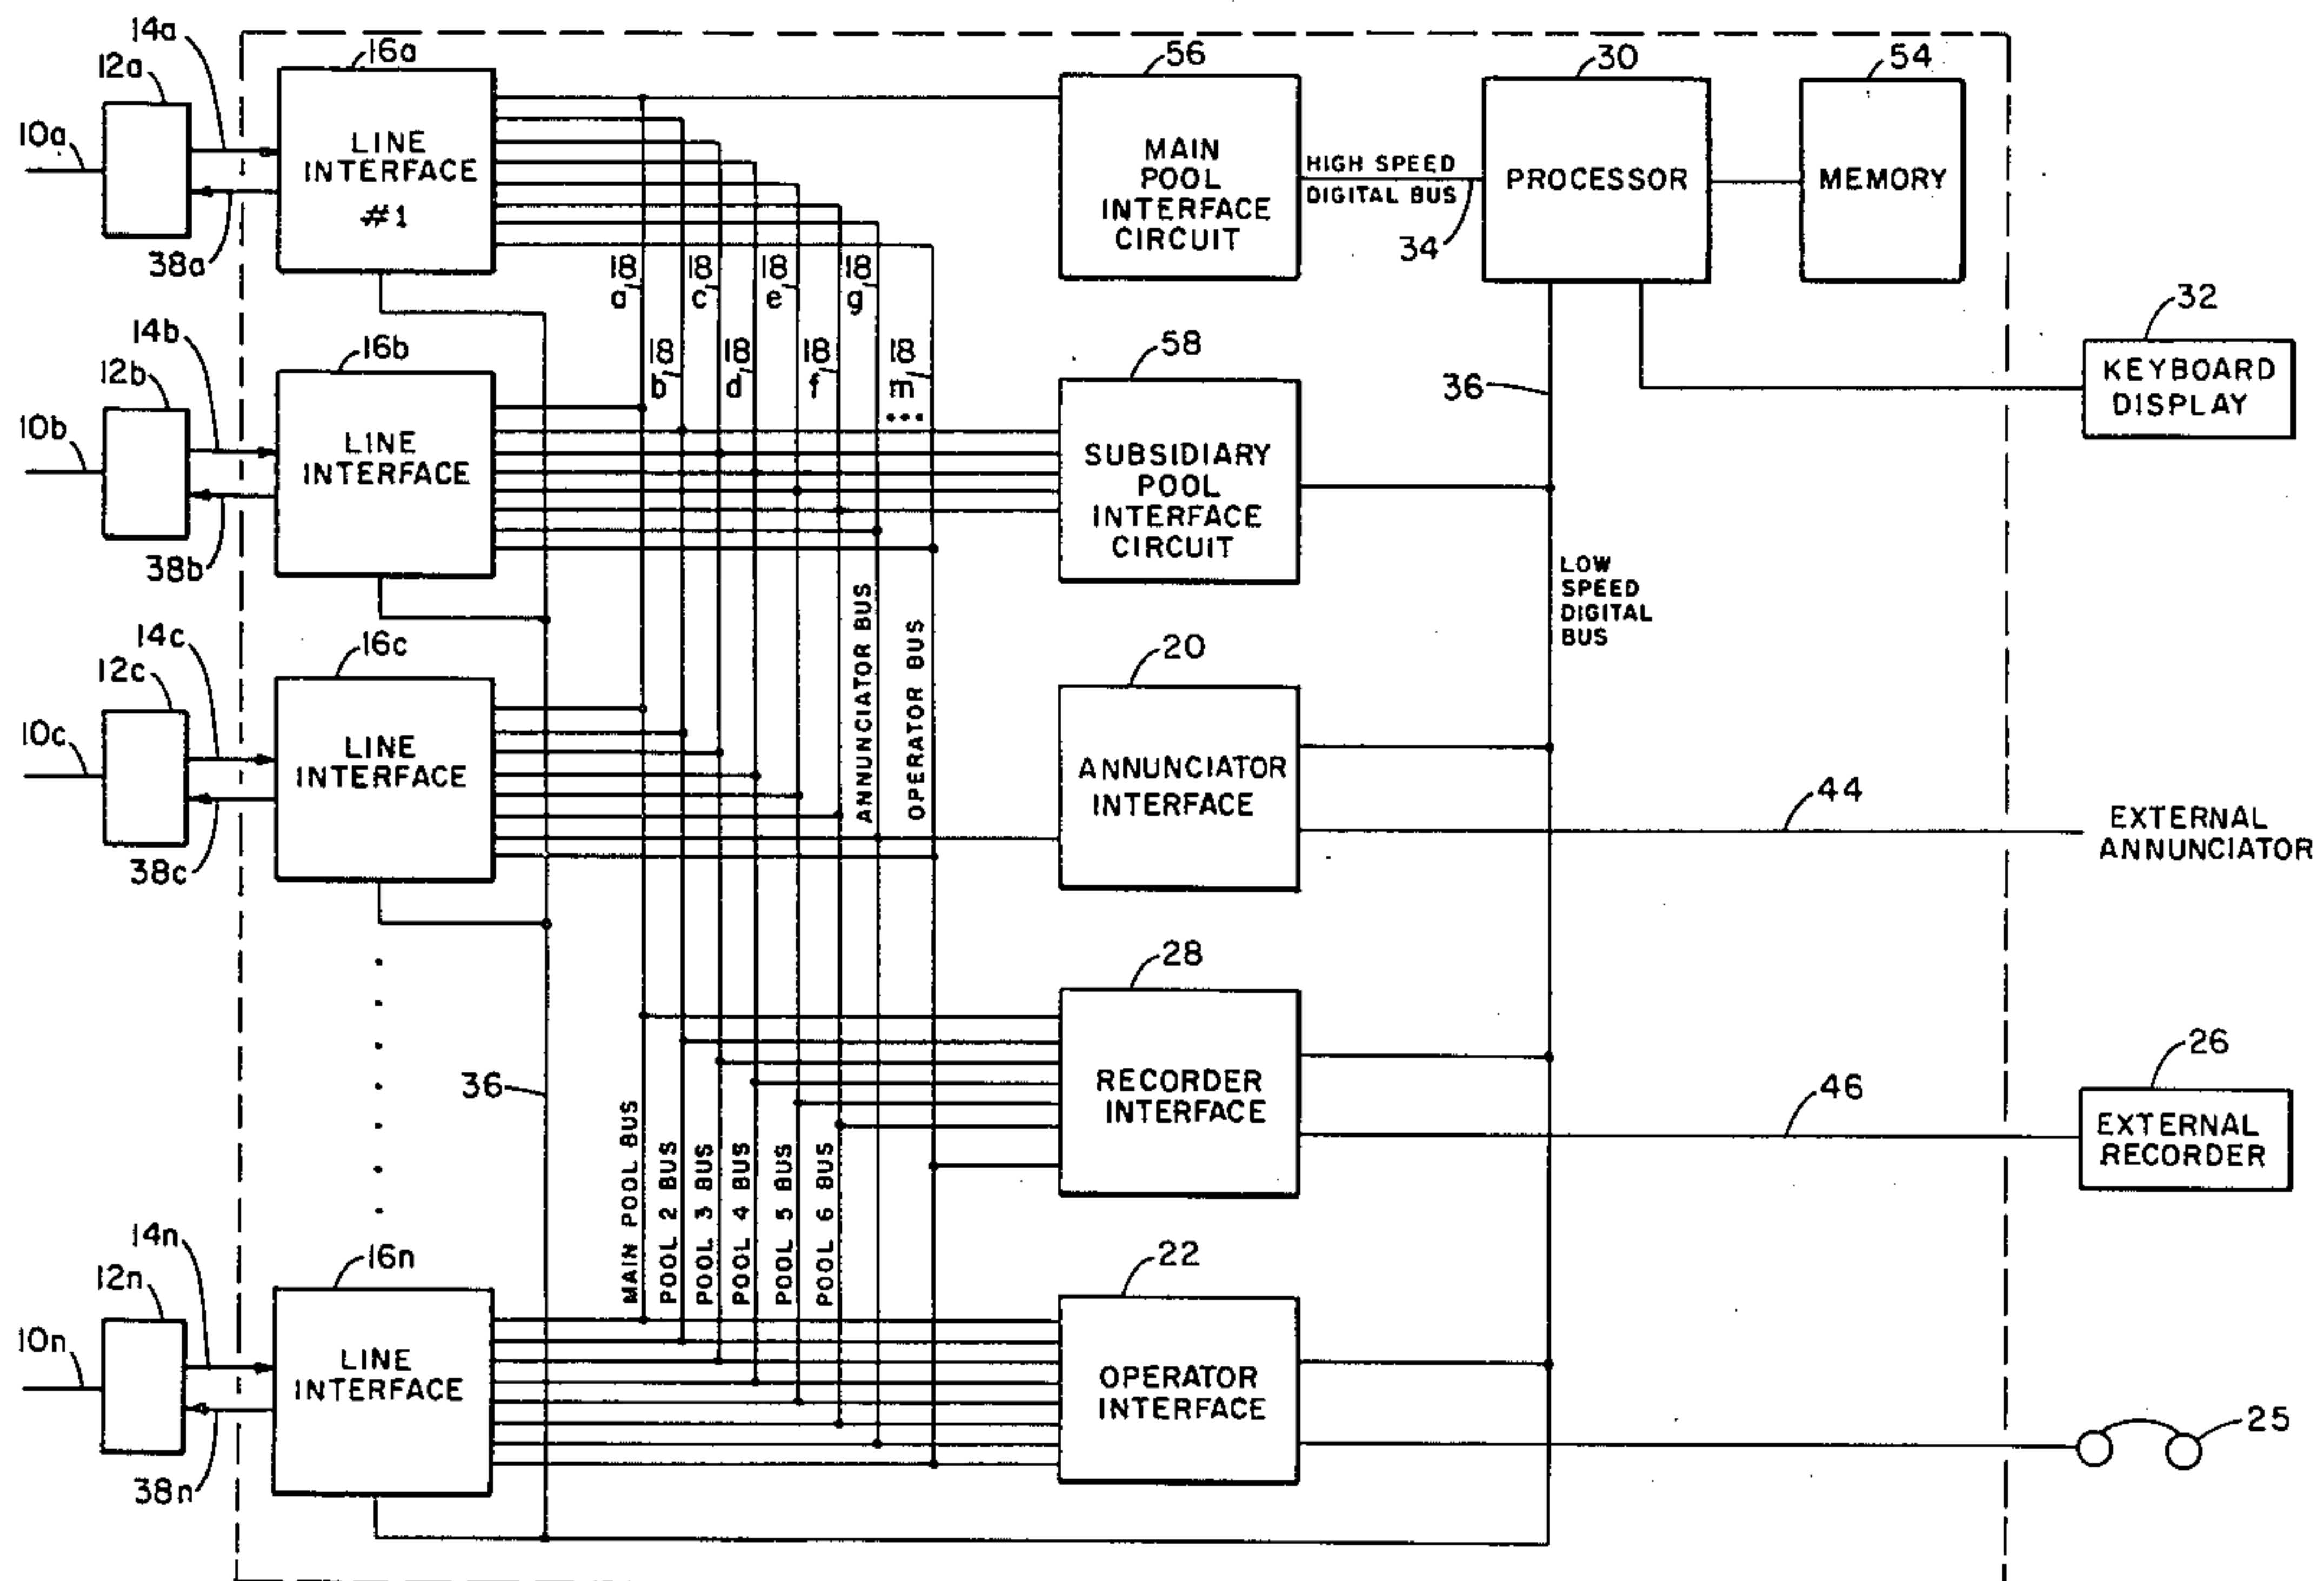 14a
16a
56
30
54
12a
10a
LINE
INTERFACE
#1
MAIN
POOL
INTERFACE
CIRCUIT
HIGH SPEED
DIGITAL BUS
PROCESSOR
MEMORY
34
38a
18
a
18
c
18
e
18
g
32
KEYBOARD
DISPLAY
14b
16b
12b
10b
18
b
18
d
18
f
18
m
...
58
36
LINE
INTERFACE
SUBSIDIARY
POOL
INTERFACE
CIRCUIT
38b
LOW
SPEED
DIGITAL
BUS
14c
16c
12c
10c
ANNUNCIATOR BUS
OPERATOR BUS
20
LINE
INTERFACE
ANNUNCIATOR
INTERFACE
44
EXTERNAL
ANNUNCIATOR
38c
28
26
36
RECORDER
INTERFACE
46
EXTERNAL
RECORDER
MAIN POOL BUS
POOL 2 BUS
POOL 3 BUS
POOL 4 BUS
POOL 5 BUS
POOL 6 BUS
14n
16n
12n
10n
22
LINE
INTERFACE
OPERATOR
INTERFACE
25
38n